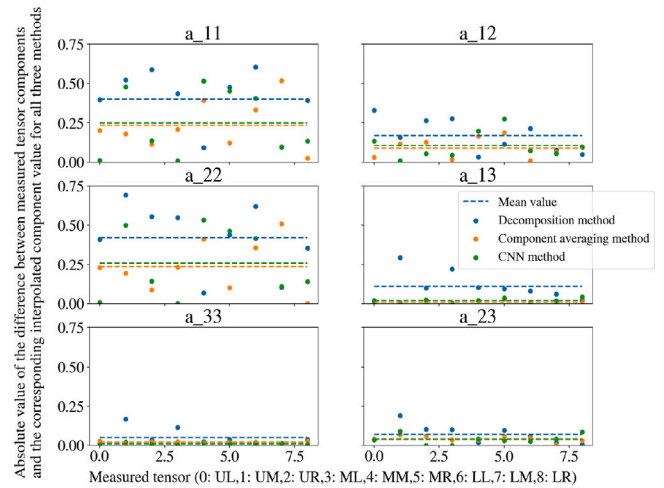 Absolute value of the difference between measured tensor components
and the corresponding interpolated component value for all three methods
a_11
a_12
0.75
0.50
0.25
0.00
a_22
a_13
0.75
0.50
0.25
0.00
Mean value
Dccomposition method
Component averaging method
CNN method
a_33
a_23
0.75
0.50
0.25
0.00
0.0 2.5 5.0 7.5
0.0 2.5 5.0 7.5
Measured tensor (0: UL,1: UM,2: UR,3: ML,4: MM,5: MR,6: LL,7: LM,8: LR)